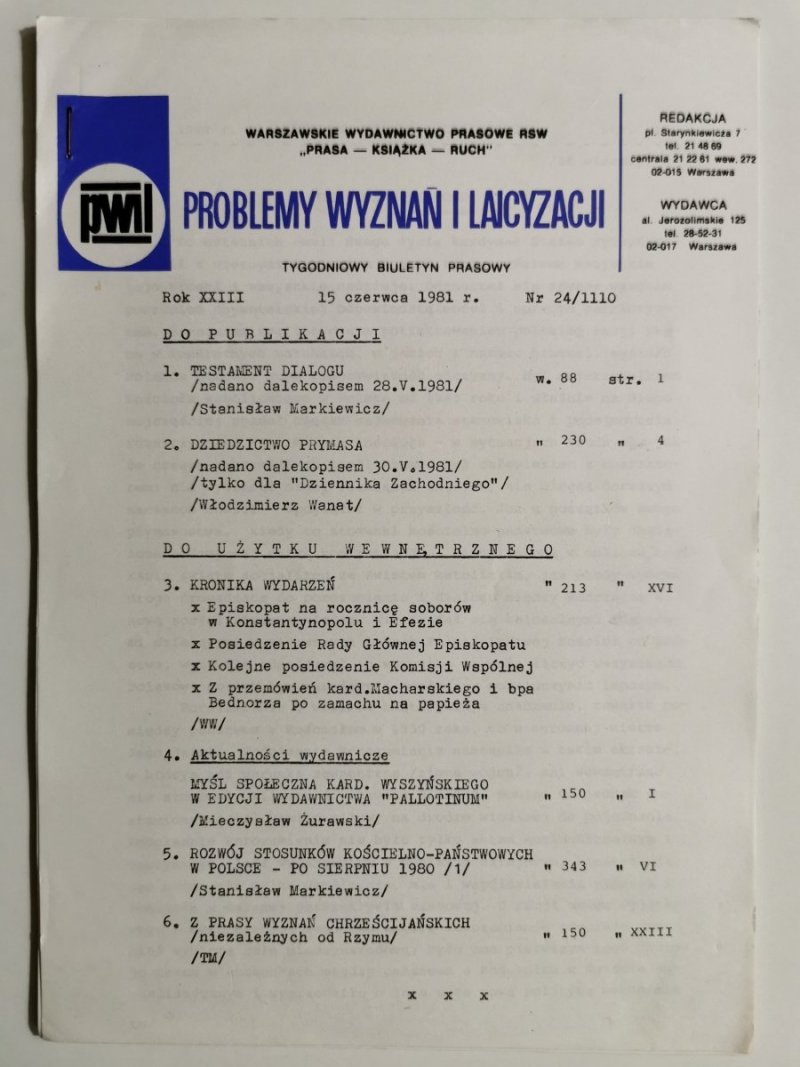 WARSZAWSKIE WYDAWNICTWO PRASOWE RSW
„PRASA — KSIĄŻKA — RUCH"
pwl
PROBLEMY WYZNAŃ I LAICYZACJI
TYGODNIOWY BIULETYN PRASOWY
REDAKCJA
pl. Starynkiewicza 7
tel. 21 48 69
centrala 21 22 61 wew. 272
02-015 Warszawa
WYDAWCA
al. Jerozolimskie 125
tel. 28-52-31
02-017 Warszawa
Rok XXIII 15 czerwca 1981 r. Nr 24/1110
DO PUBLIKACJI
1. TESTAMENT DIALOGU w. 88 str. 1
/nadano dalekopisem 28.V.1981/
/Stanisław Markiewicz/
2. DZIEDZICTWO PRYMASA " 230 " 4
/nadano dalekopisem 30.V.1981/
/tylko dla "Dziennika Zachodniego"/
/Włodzimierz Wanat/
DO UŻYTKU WEWNĘTRZNEGO
3. KRONIKA WYDARZEŃ " 213 " XVI
x Episkopat na rocznicę soborów
w Konstantynopolu i Efezie
x Posiedzenie Rady Głównej Episkopatu
x Kolejne posiedzenie Komisji Wspólnej
x Z przemówień kard.Macharskiego i bpa
Bednorza po zamachu na papieża
/WW/
4. Aktualności wydawnicze
MYŚL SPOŁECZNA KARD. WYSZYŃSKIEGO
W EDYCJI WYDAWNICTWA "PALLOTINUM" " 150 " I
/Mieczysław Żurawski/
5. ROZWÓJ STOSUNKÓW KOŚCIELNO-PAŃSTWOWYCH
W POLSCE - PO SIERPNIU 1980 /1/ " 343 " VI
/Stanisław Markiewicz/
6. Z PRASY WYZNAŃ CHRZEŚCIJAŃSKICH
/niezależnych od Rzymu/ " 150 " XXIII
/TM/
x x x